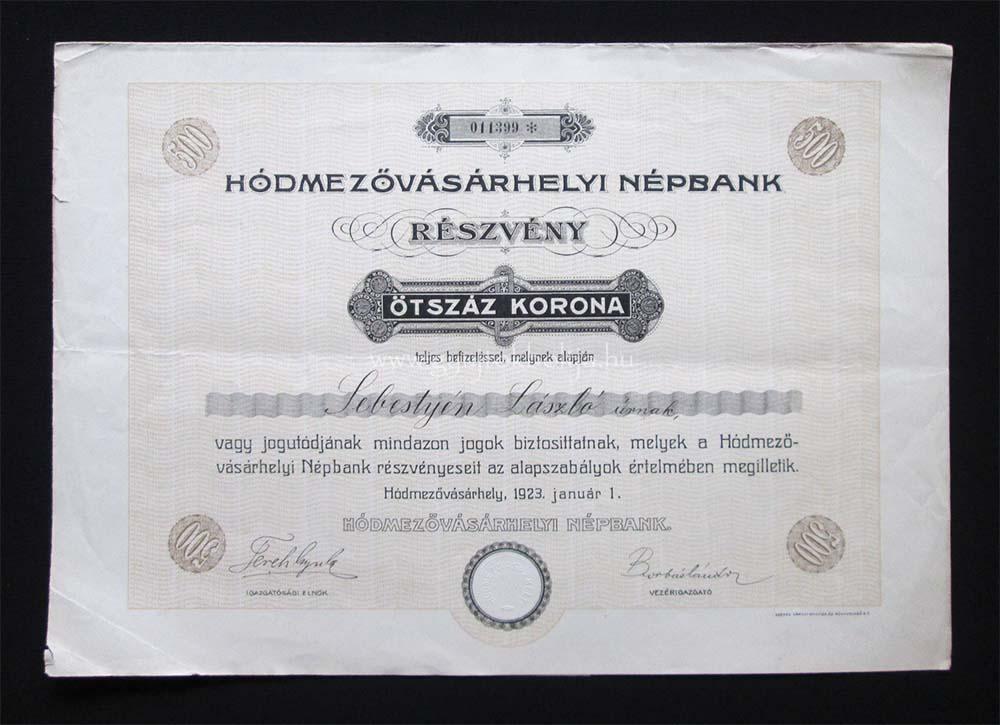 011399 *
500
500
HÓDMEZŐVÁSÁRHELYI NÉPBANK
RÉSZVÉNY
ÖTSZÁZ KORONA
teljes befizetéssel, melynek alapján
Sebestyén László úrnak,
vagy jogutódjának mindazon jogok biztosittatnak, melyek a Hódmező-
vásárhelyi Népbank részvényeseit az alapszabályok értelmében megilletik.
Hódmezővásárhely, 1923. január 1.
HÓDMEZŐVÁSÁRHELYI NÉPBANK.
500
500
IGAZGATÓSÁGI ELNÖK
VEZÉRIGAZGATÓ